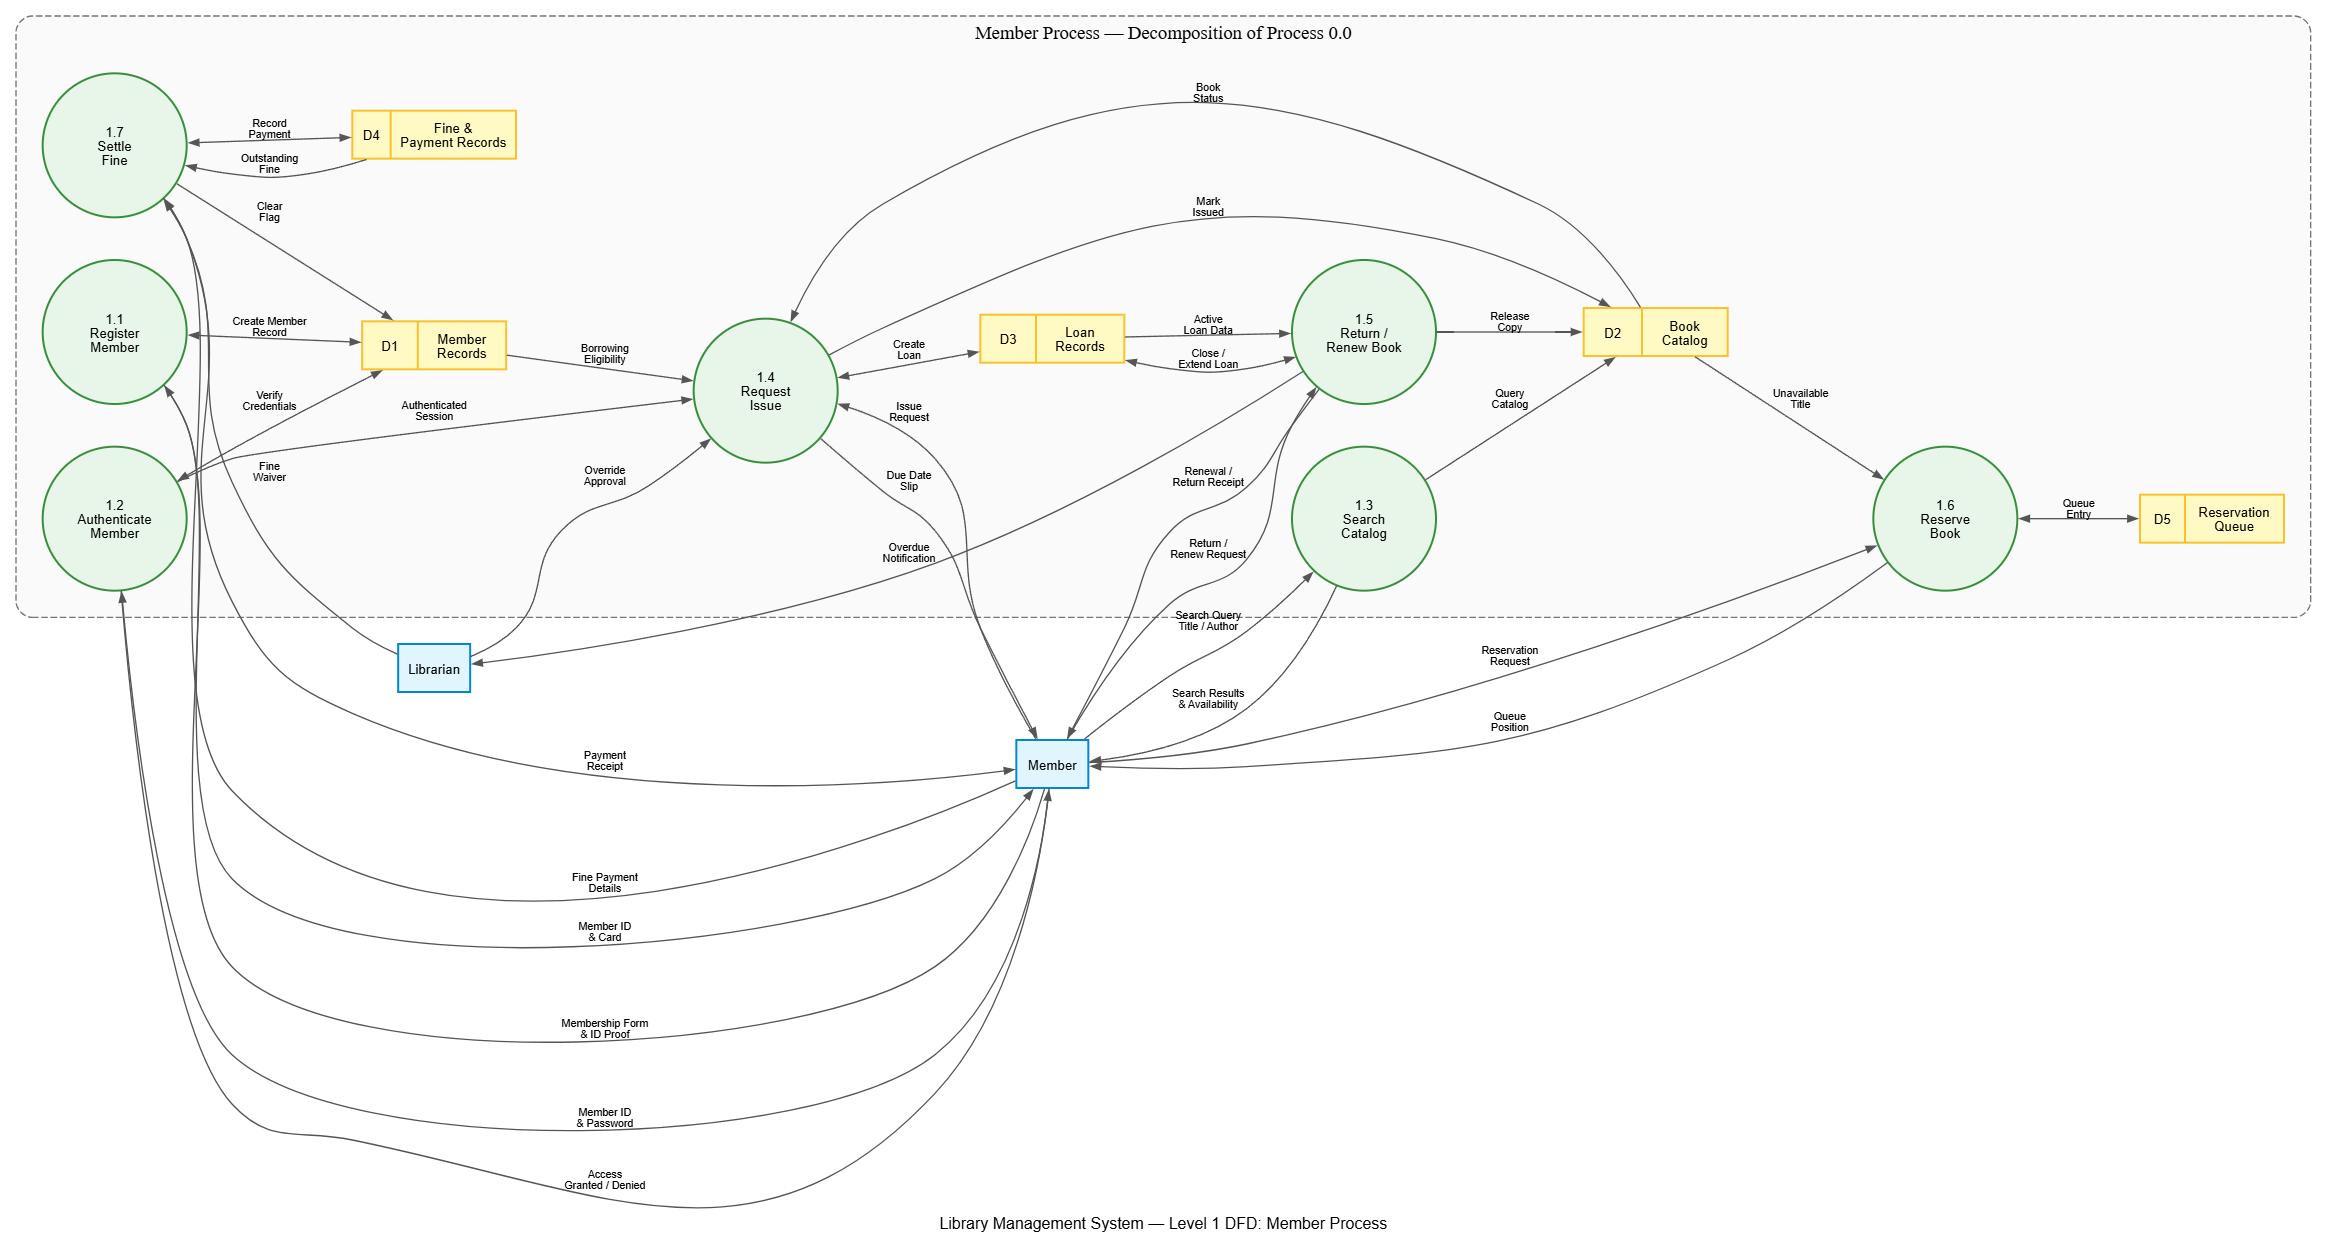 Member Process — Decomposition of Process 0.0
Book
Status
1.7
Settle
Fine
Record
Payment
D4
Fine &
Payment Records
Outstanding
Fine
Clear
Flag
Mark
Issued
1.1
Register
Member
Create Member
Record
D1
Member
Records
Borrowing
Eligibility
1.4
Request
Issue
Create
Loan
D3
Loan
Records
Active
Loan Data
Close /
Extend Loan
1.5
Return /
Renew Book
Release
Copy
D2
Book
Catalog
Verify
Credentials
Authenticated
Session
Issue
Request
Query
Catalog
Unavailable
Title
1.2
Authenticate
Member
Fine
Waiver
Override
Approval
Due Date
Slip
Renewal /
Return Receipt
1.3
Search
Catalog
1.6
Reserve
Book
Queue
Entry
D5
Reservation
Queue
Overdue
Notification
Return /
Renew Request
Search Query
Title / Author
Librarian
Reservation
Request
Search Results
& Availability
Queue
Position
Payment
Receipt
Member
Fine Payment
Details
Member ID
& Card
Membership Form
& ID Proof
Member ID
& Password
Access
Granted / Denied
Library Management System — Level 1 DFD: Member Process